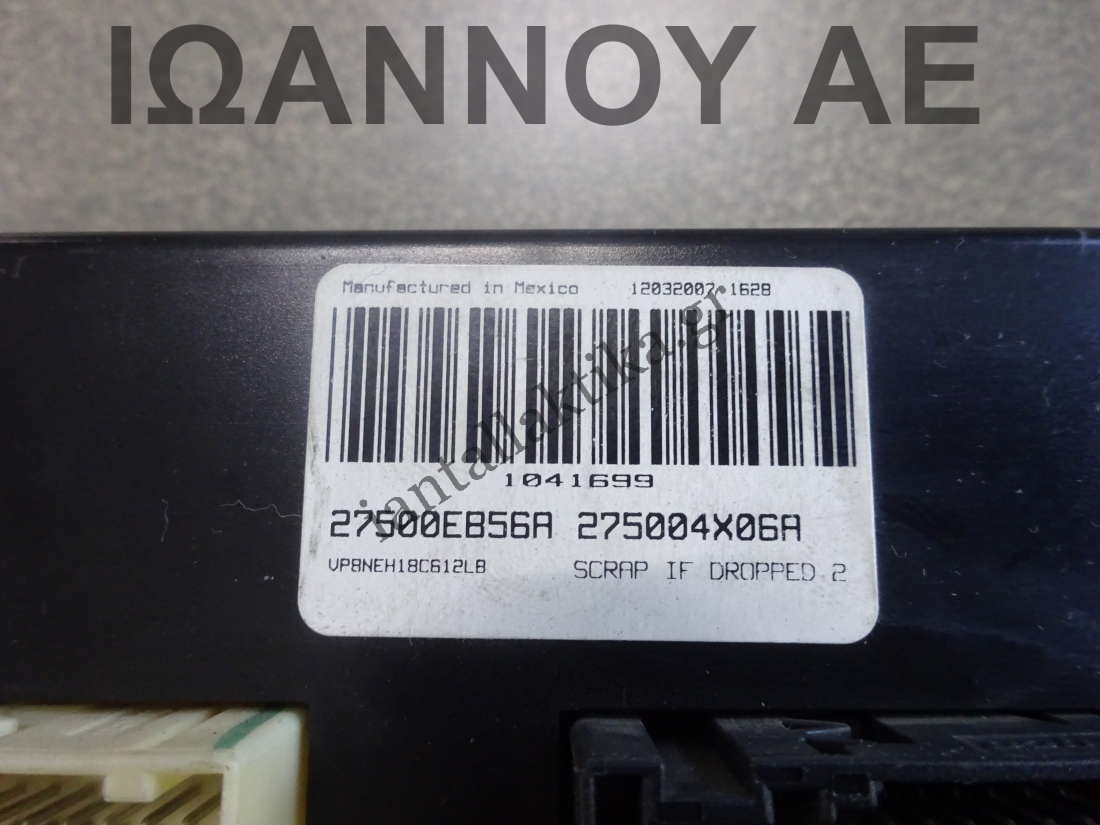 ΙΩΑΝΝΟΥ ΑΕ
Manufactured in Mexico 12032007 1628
iantallaktika.gr
1041699
27500EB56A 275004X06A
VP8NEH18C612LB SCRAP IF DROPPED 2